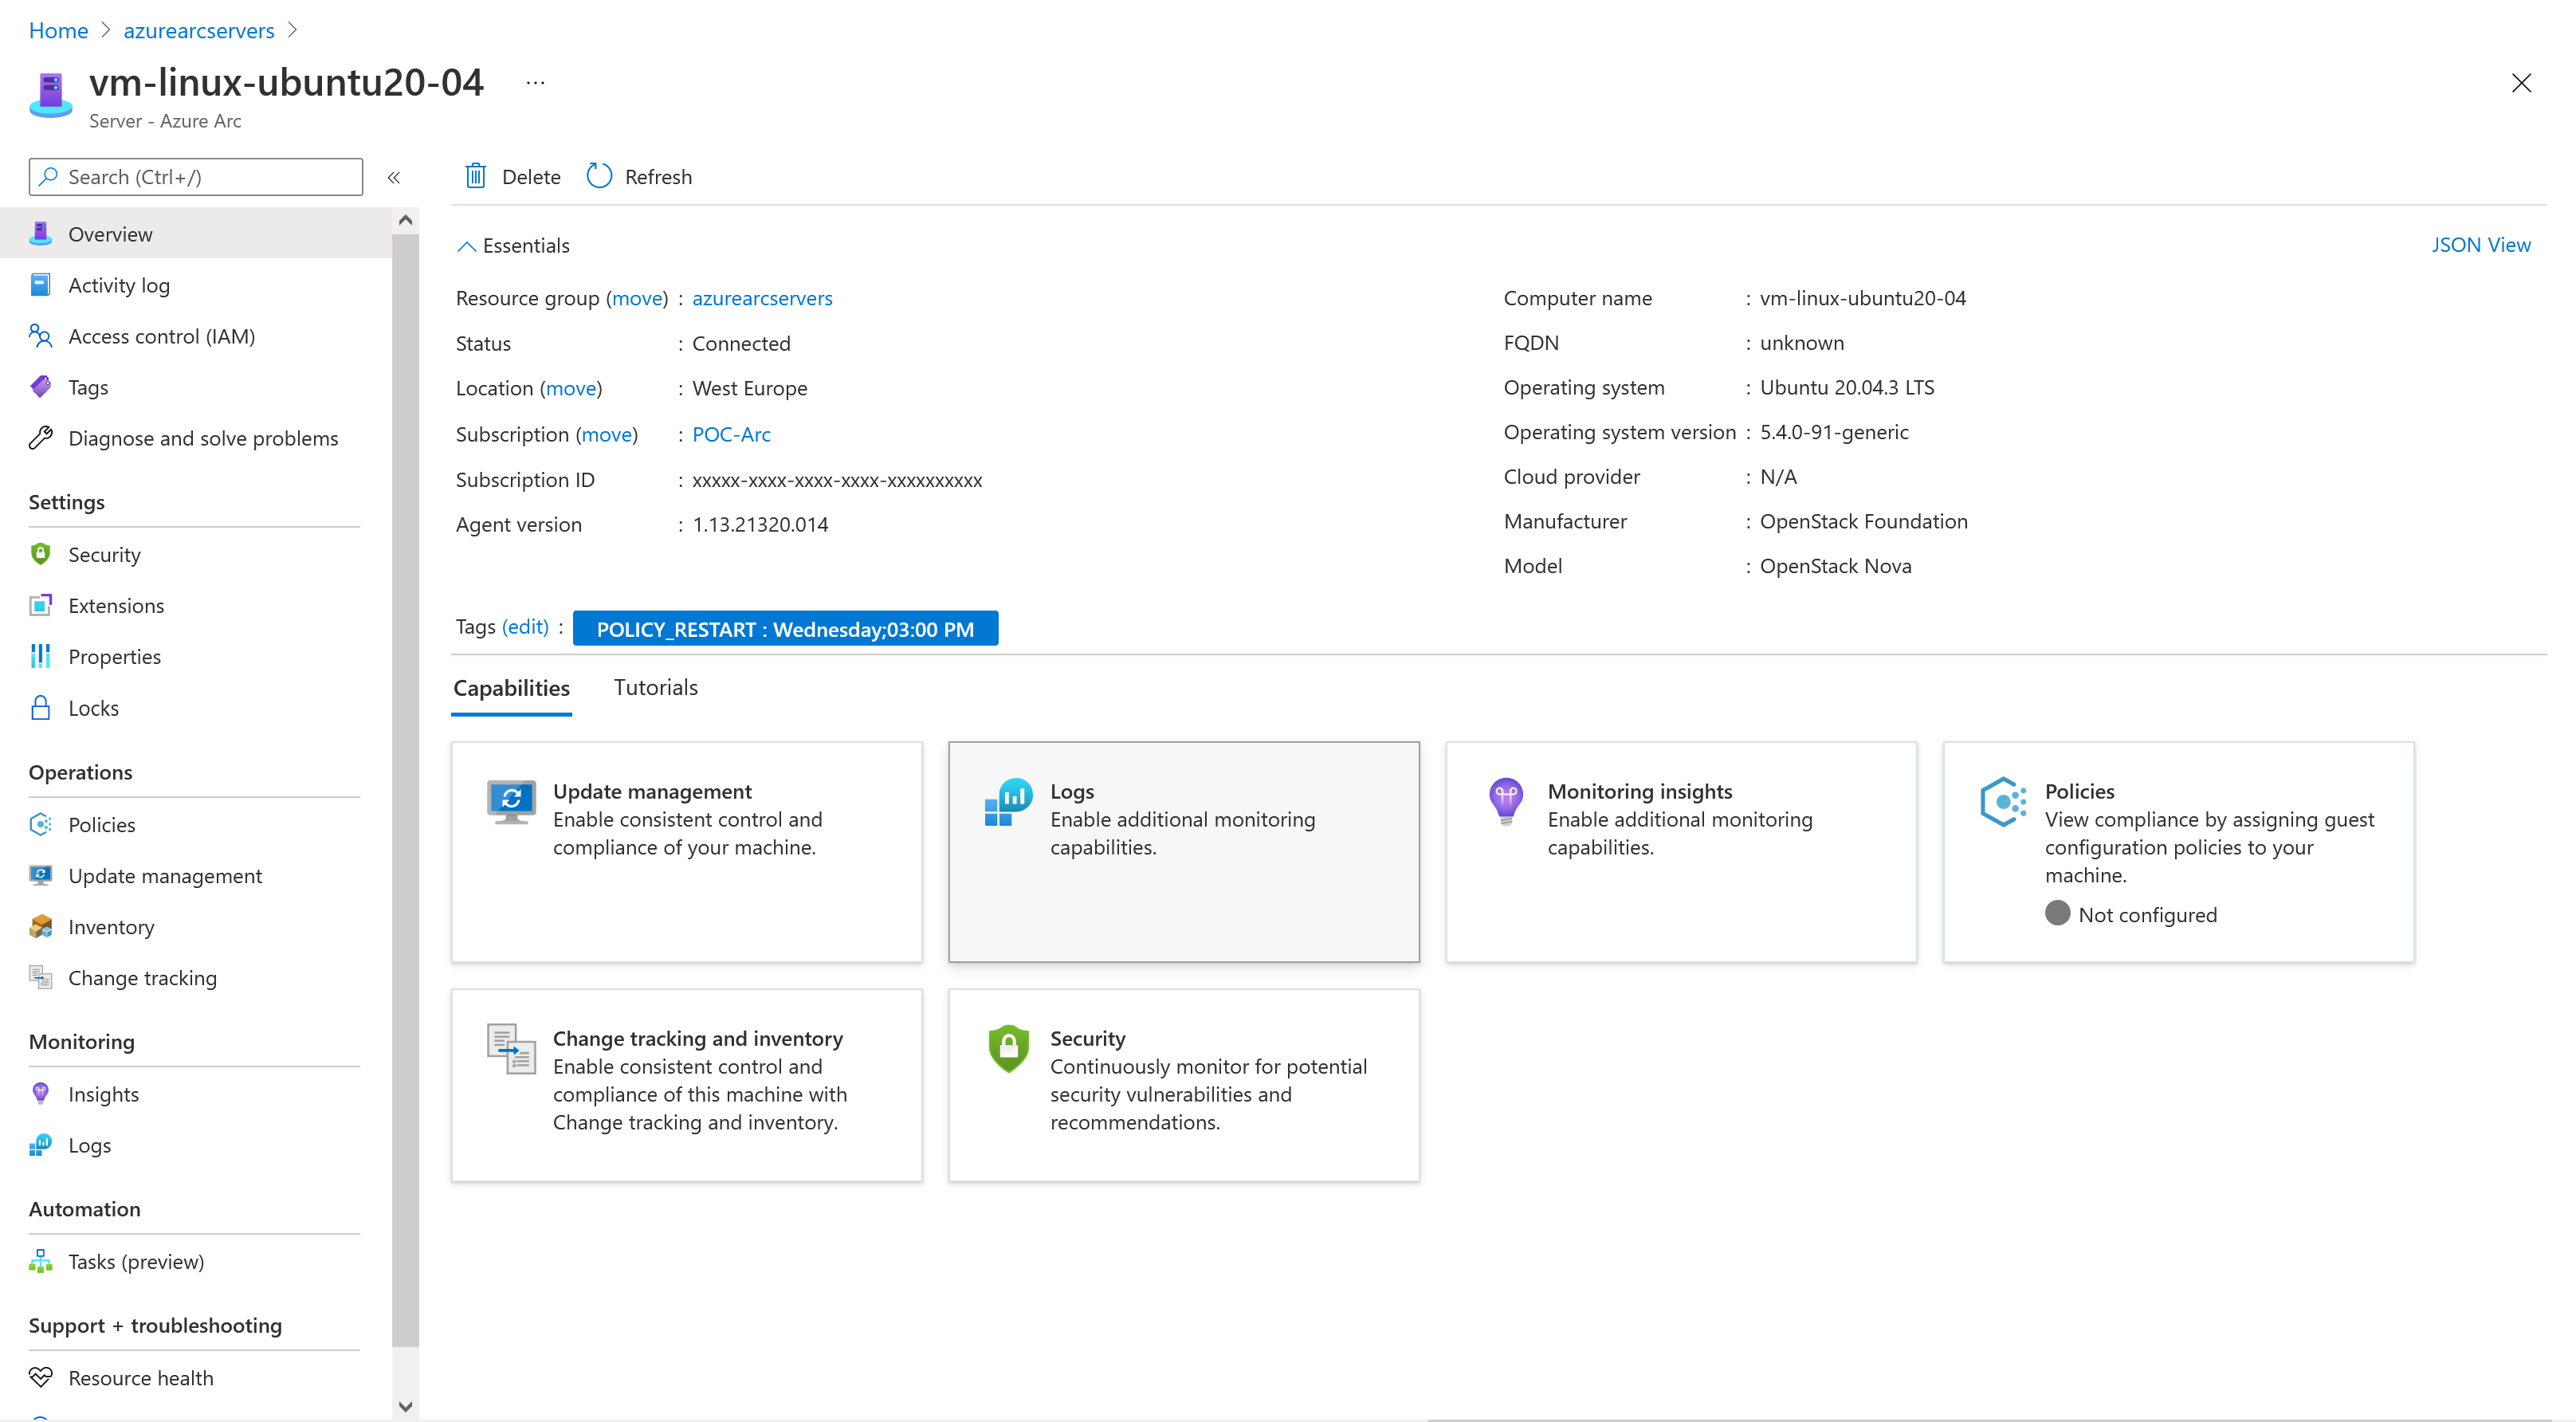 Home > azurearcservers >
vm-linux-ubuntu20-04 ...
Server - Azure Arc
Search (Ctrl+/) «
Overview
Activity log
Access control (IAM)
Tags
Diagnose and solve problems
Settings
Security
Extensions
Properties
Locks
Operations
Policies
Update management
Inventory
Change tracking
Monitoring
Insights
Logs
Automation
Tasks (preview)
Support + troubleshooting
Resource health
Delete Refresh
Essentials JSON View
Resource group (move) : azurearcservers
Status : Connected
Location (move) : West Europe
Subscription (move) : POC-Arc
Subscription ID : xxxxx-xxxx-xxxx-xxxx-xxxxxxxxxx
Agent version : 1.13.21320.014
Computer name : vm-linux-ubuntu20-04
FQDN : unknown
Operating system : Ubuntu 20.04.3 LTS
Operating system version : 5.4.0-91-generic
Cloud provider : N/A
Manufacturer : OpenStack Foundation
Model : OpenStack Nova
Tags (edit) : POLICY_RESTART : Wednesday;03:00 PM
Capabilities Tutorials
Update management
Enable consistent control and
compliance of your machine.
Logs
Enable additional monitoring
capabilities.
Monitoring insights
Enable additional monitoring
capabilities.
Policies
View compliance by assigning guest
configuration policies to your
machine.
Not configured
Change tracking and inventory
Enable consistent control and
compliance of this machine with
Change tracking and inventory.
Security
Continuously monitor for potential
security vulnerabilities and
recommendations.